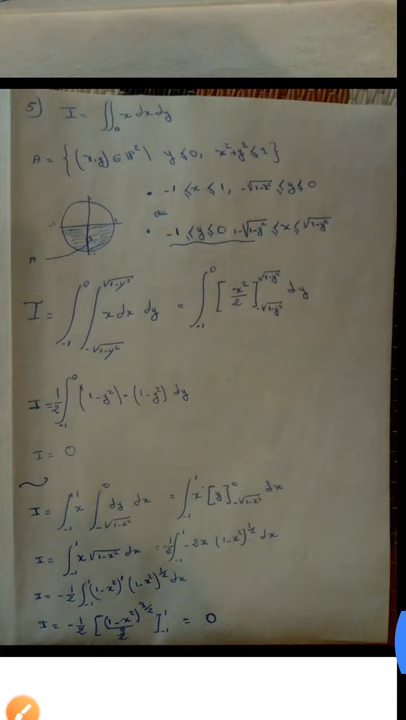 5) I = ∬_A x dx dy
A = {(x,y) ∈ ℝ² \ y ≤ 0, x²+y² ≤ 1}
• -1 ≤ x ≤ 1, -√(1-x²) ≤ y ≤ 0
ou
• -1 ≤ y ≤ 0, -√(1-y²) ≤ x ≤ √(1-y²)
A
I = ∫_{-1}^{0} ∫_{-√(1-y²)}^{√(1-y²)} x dx dy = ∫_{-1}^{0} [x²/2]_{-√(1-y²)}^{√(1-y²)} dy
I = 1/2 ∫_{-1}^{0} (1-y²) - (1-y²) dy
I = 0
I = ∫_{-1}^{1} x ∫_{-√(1-x²)}^{0} dy dx = ∫_{-1}^{1} x · [y]_{-√(1-x²)}^{0} dx
I = ∫_{-1}^{1} x √(1-x²) dx = -1/2 ∫_{-1}^{1} -2x (1-x²)^{1/2} dx
I = -1/2 ∫_{-1}^{1} (1-x²)' (1-x²)^{1/2} dx
I = -1/2 [(1-x²)^{3/2} / (3/2)]_{-1}^{1} = 0